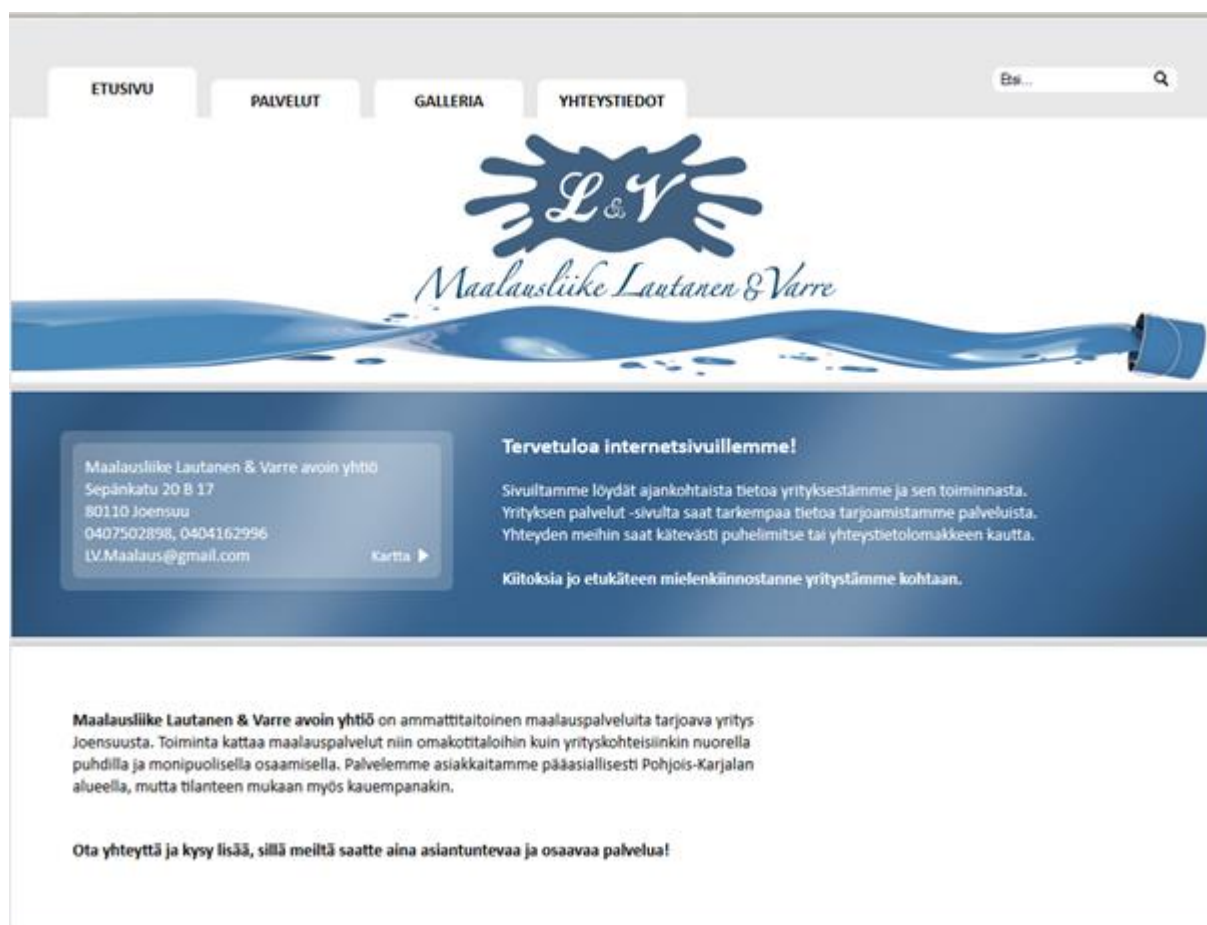 ETUSIVU
PALVELUT
GALLERIA
YHTEYSTIEDOT
Etsi...
L & V
Maalausliike Lautanen & Varre
Maalausliike Lautanen & Varre avoin yhtiö
Sepänkatu 20 B 17
80110 Joensuu
0407502898, 0404162996
LV.Maalaus@gmail.com
Kartta
Tervetuloa internetsivuillemme!
Sivuiltamme löydät ajankohtaista tietoa yrityksestämme ja sen toiminnasta.
Yrityksen palvelut -sivulta saat tarkempaa tietoa tarjoamistamme palveluista.
Yhteyden meihin saat kätevästi puhelimitse tai yhteystietolomakkeen kautta.
Kiitoksia jo etukäteen mielenkiinnostanne yritystämme kohtaan.
Maalausliike Lautanen & Varre avoin yhtiö on ammattitaitoinen maalauspalveluita tarjoava yritys
Joensuusta. Toiminta kattaa maalauspalvelut niin omakotitaloihin kuin yrityskohteisiinkin nuorella
puhdilla ja monipuolisella osaamisella. Palvelemme asiakkaitamme pääasiallisesti Pohjois-Karjalan
alueella, mutta tilanteen mukaan myös kauempanakin.
Ota yhteyttä ja kysy lisää, sillä meiltä saatte aina asiantuntevaa ja osaavaa palvelua!